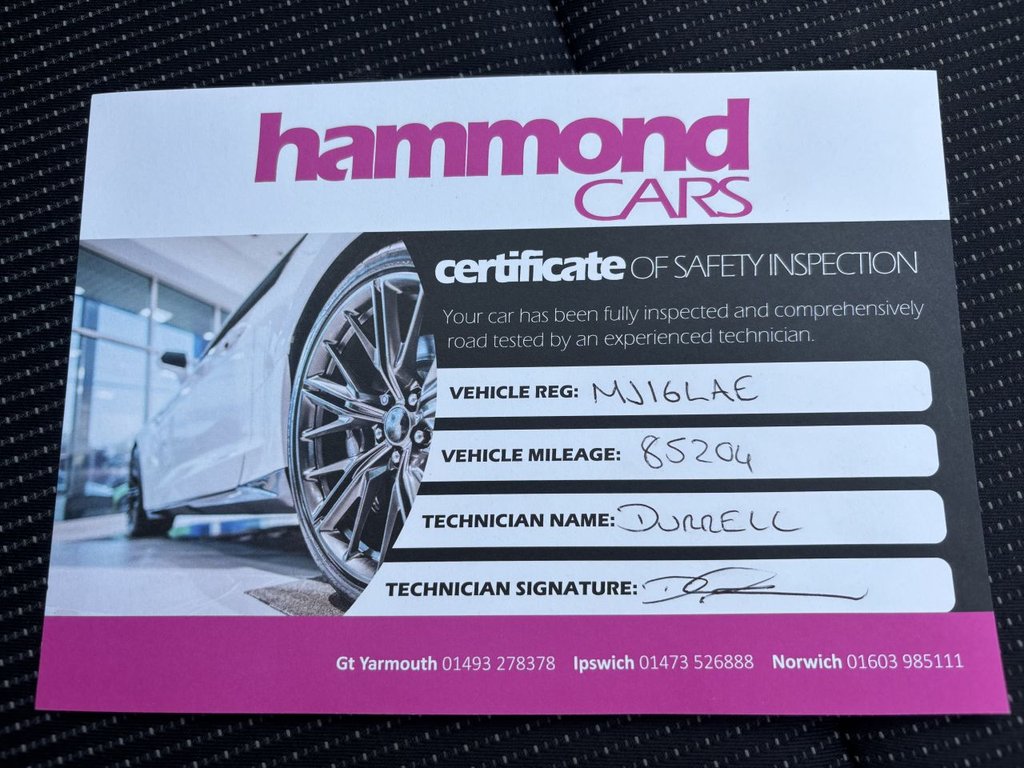 hammond
CARS
certificate OF SAFETY INSPECTION
Your car has been fully inspected and comprehensively
road tested by an experienced technician.
VEHICLE REG: MJ16LAE
VEHICLE MILEAGE: 85204
TECHNICIAN NAME: DURRELL
TECHNICIAN SIGNATURE:
Gt Yarmouth 01493 278378 Ipswich 01473 526888 Norwich 01603 985111